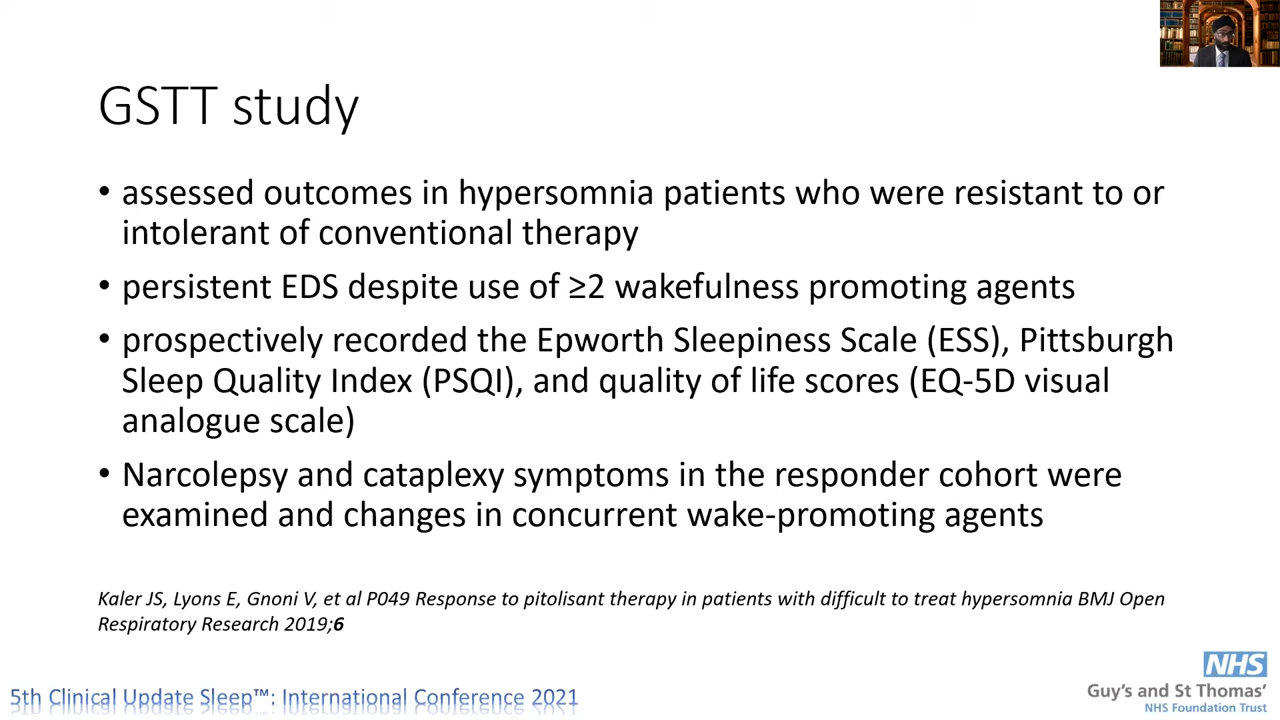 GSTT study
• assessed outcomes in hypersomnia patients who were resistant to or
intolerant of conventional therapy
• persistent EDS despite use of ≥2 wakefulness promoting agents
• prospectively recorded the Epworth Sleepiness Scale (ESS), Pittsburgh
Sleep Quality Index (PSQI), and quality of life scores (EQ-5D visual
analogue scale)
• Narcolepsy and cataplexy symptoms in the responder cohort were
examined and changes in concurrent wake-promoting agents
Kaler JS, Lyons E, Gnoni V, et al P049 Response to pitolisant therapy in patients with difficult to treat hypersomnia BMJ Open
Respiratory Research 2019;6
5th Clinical Update Sleep™: International Conference 2021
NHS
Guy's and St Thomas'
NHS Foundation Trust